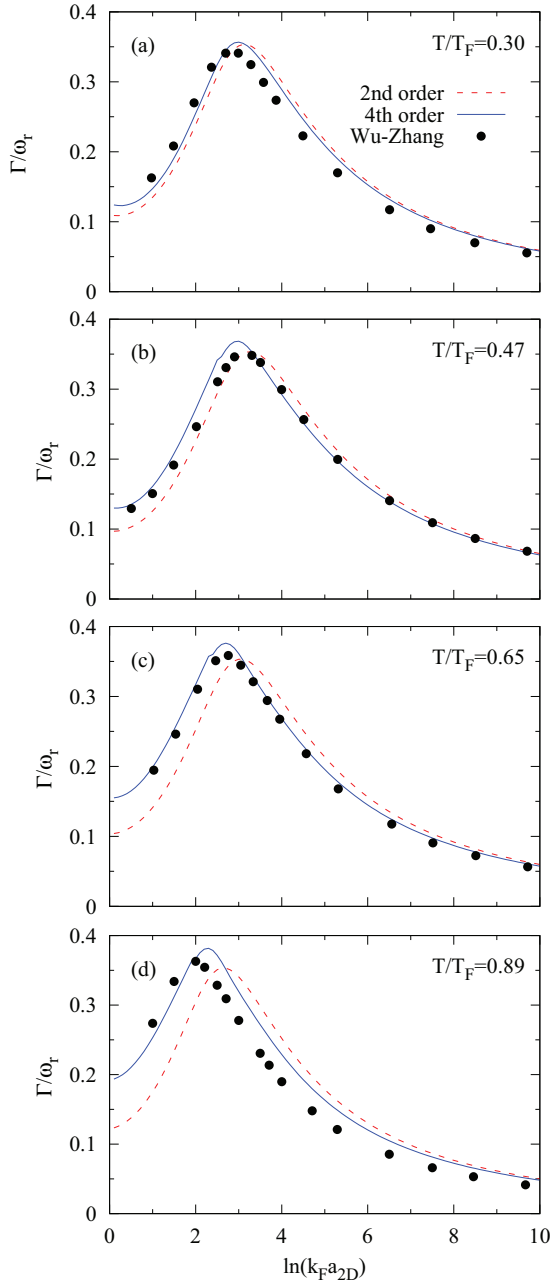 0.4
(a)
T/T_F=0.30
0.3
2nd order
4th order
Wu-Zhang
Γ/ω_r
0.2
0.1
0
0.4
(b)
T/T_F=0.47
0.3
Γ/ω_r
0.2
0.1
0
0.4
(c)
T/T_F=0.65
0.3
Γ/ω_r
0.2
0.1
0
0.4
(d)
T/T_F=0.89
0.3
Γ/ω_r
0.2
0.1
0
0 2 4 6 8 10
ln(k_Fa_2D)